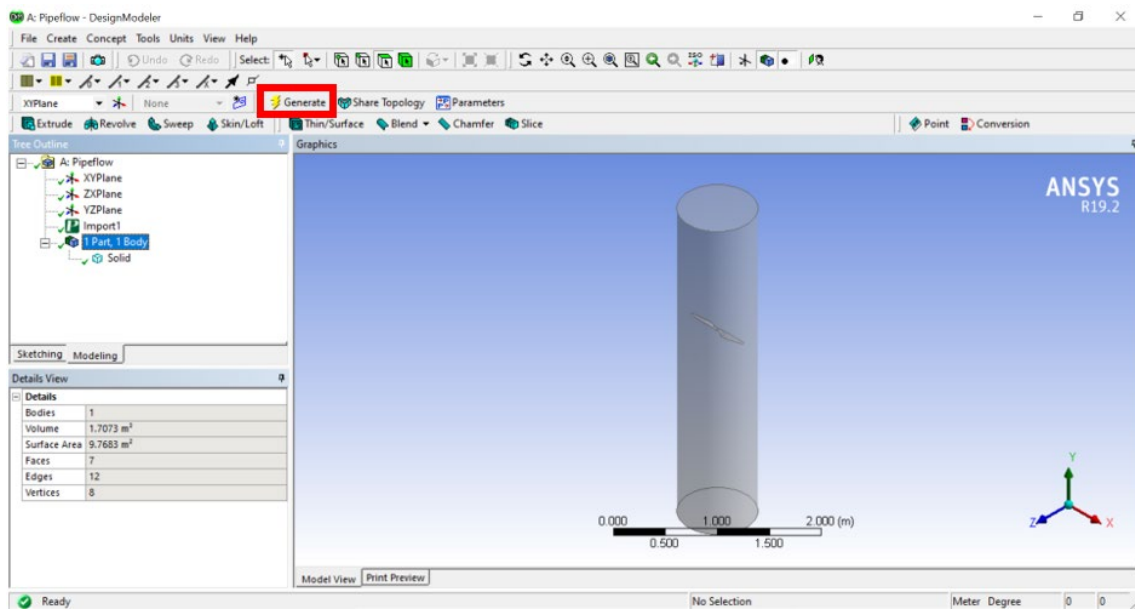 A: Pipeflow - DesignModeler
File Create Concept Tools Units View Help
Undo Redo Select:
XYPlane None Generate Share Topology Parameters
Extrude Revolve Sweep Skin/Loft Thin/Surface Blend Chamfer Slice Point Conversion
Tree Outline
A: Pipeflow
XYPlane
ZXPlane
YZPlane
Import1
1 Part, 1 Body
Solid
Sketching Modeling
Details View
Details
Bodies 1
Volume 1.7073 m³
Surface Area 9.7683 m²
Faces 7
Edges 12
Vertices 8
Graphics
ANSYS
R19.2
Y
Z X
0.000 1.000 2.000 (m)
0.500 1.500
Model View Print Preview
Ready No Selection Meter Degree 0 0